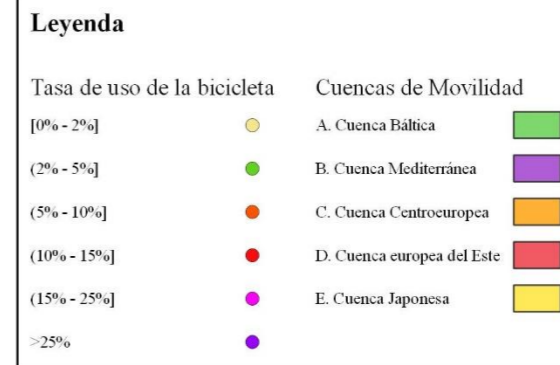 Leyenda
Tasa de uso de la bicicleta
[0% - 2%]
(2% - 5%]
(5% - 10%]
(10% - 15%]
(15% - 25%]
>25%
Cuencas de Movilidad
A. Cuenca Báltica
B. Cuenca Mediterránea
C. Cuenca Centroeuropea
D. Cuenca europea del Este
E. Cuenca Japonesa